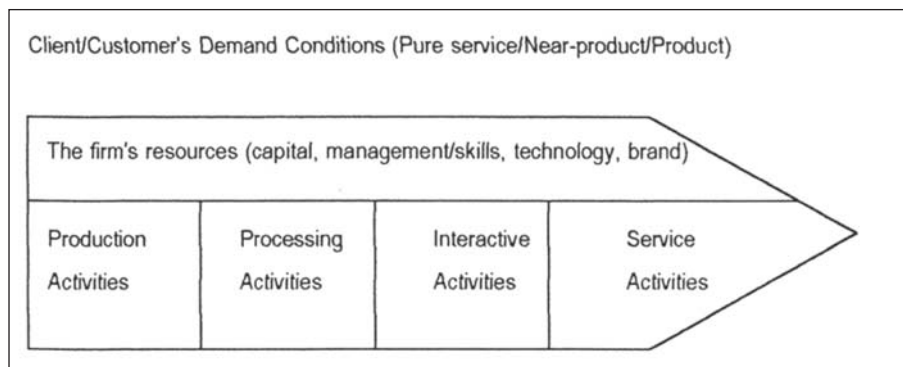 Client/Customer's Demand Conditions (Pure service/Near-product/Product)
The firm's resources (capital, management/skills, technology, brand)
Production
Activities
Processing
Activities
Interactive
Activities
Service
Activities